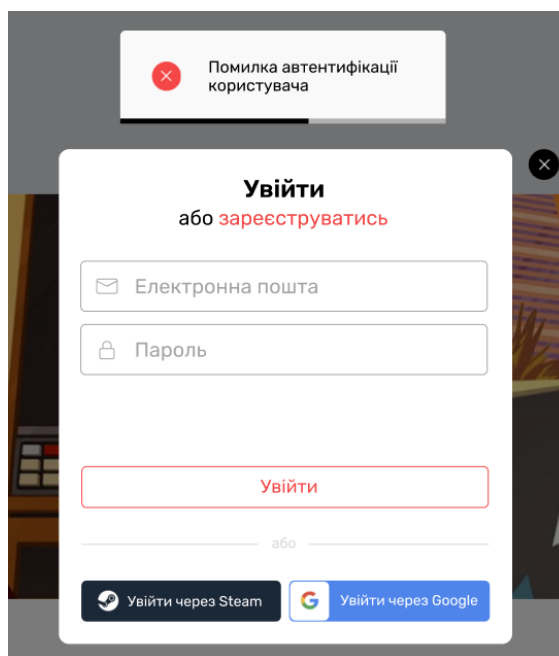 Помилка автентифікації
користувача
Увійти
або зареєструватись
Електронна пошта
Пароль
Увійти
або
Увійти через Steam
Увійти через Google